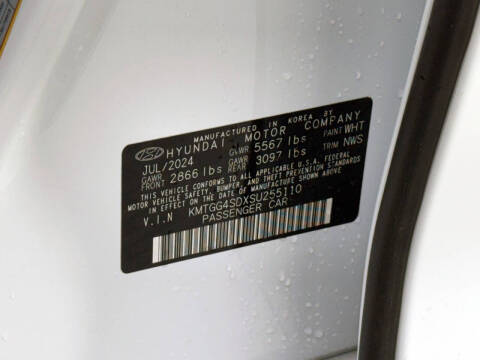 MANUFACTURED IN KOREA BY
HYUNDAI MOTOR COMPANY
JUL/2024 GVWR 5567 lbs PAINT WHT
GAWR FRONT 2866 lbs GAWR REAR 3097 lbs TRIM NWS
THIS VEHICLE CONFORMS TO ALL APPLICABLE U.S.A. FEDERAL
MOTOR VEHICLE SAFETY, BUMPER, AND THEFT PREVENTION STANDARDS
IN EFFECT ON THE DATE OF MANUFACTURE SHOWN ABOVE.
V.I.N KMTGG4SDXSU255110
PASSENGER CAR